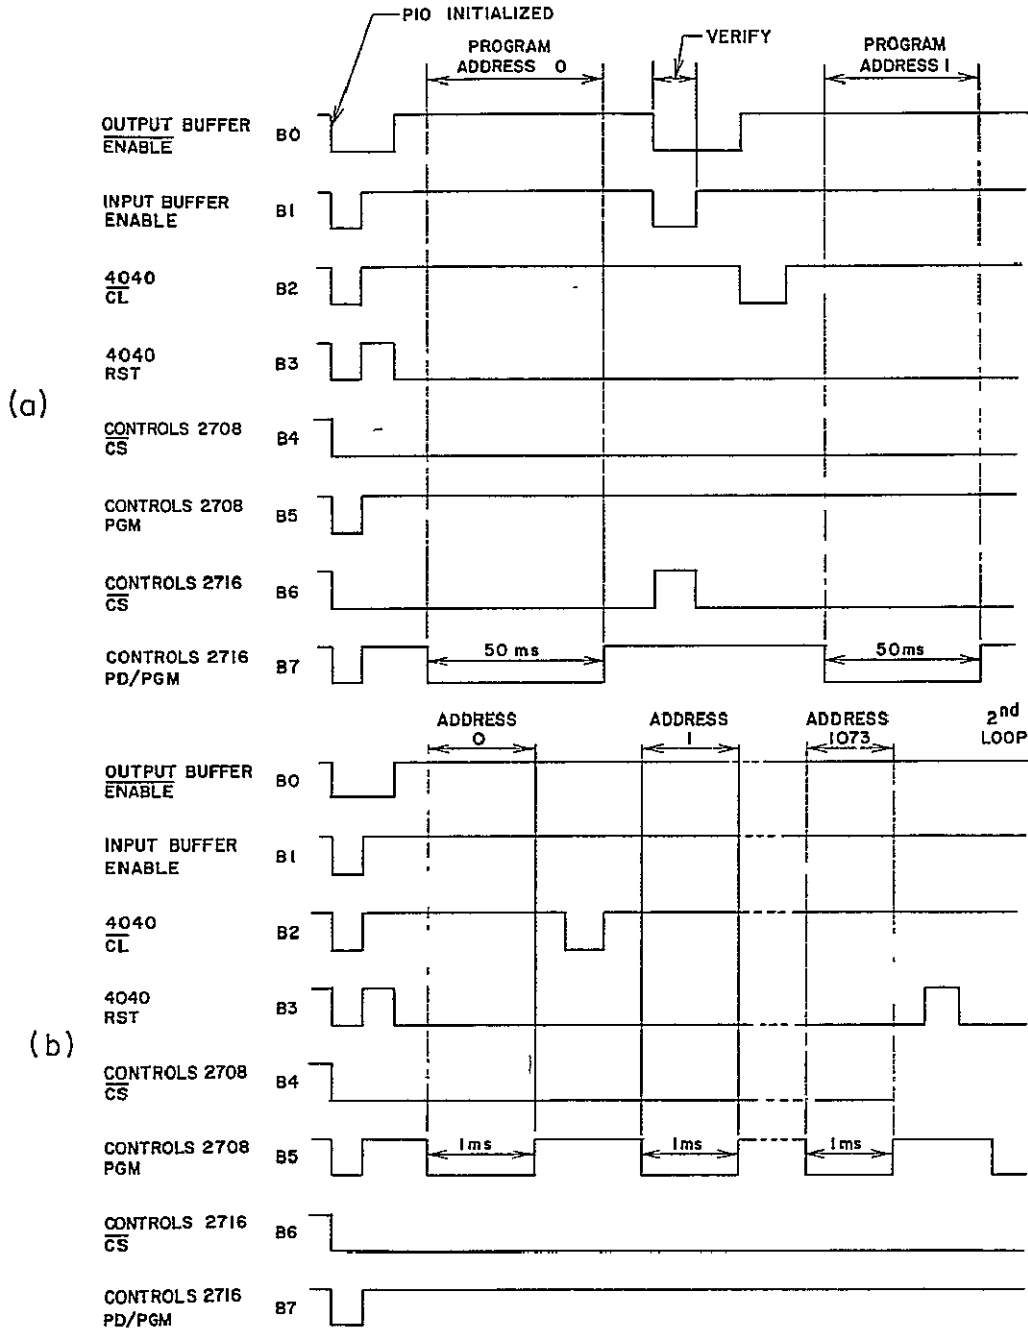 PIO INITIALIZED
PROGRAM
ADDRESS 0
VERIFY
PROGRAM
ADDRESS 1
OUTPUT BUFFER
ENABLE
B0
INPUT BUFFER
ENABLE
B1
4040
CL
B2
4040
RST
B3
(a)
CONTROLS 2708
CS
B4
CONTROLS 2708
PGM
B5
CONTROLS 2716
CS
B6
CONTROLS 2716
PD/PGM
B7
50 ms
50ms
ADDRESS
0
ADDRESS
1
ADDRESS
1073
2nd
LOOP
OUTPUT BUFFER
ENABLE
B0
INPUT BUFFER
ENABLE
B1
4040
CL
B2
4040
RST
B3
(b)
CONTROLS 2708
CS
B4
CONTROLS 2708
PGM
B5
1ms
1ms
1ms
CONTROLS 2716
CS
B6
CONTROLS 2716
PD/PGM
B7